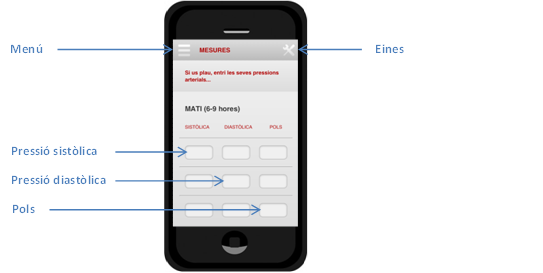 Menú
MESURES
Eines
Si us plau, entri les seves pressions
arterials...
MATI (6-9 hores)
SISTÒLICA DIASTÒLICA POLS
Pressió sistòlica
Pressió diastòlica
Pols